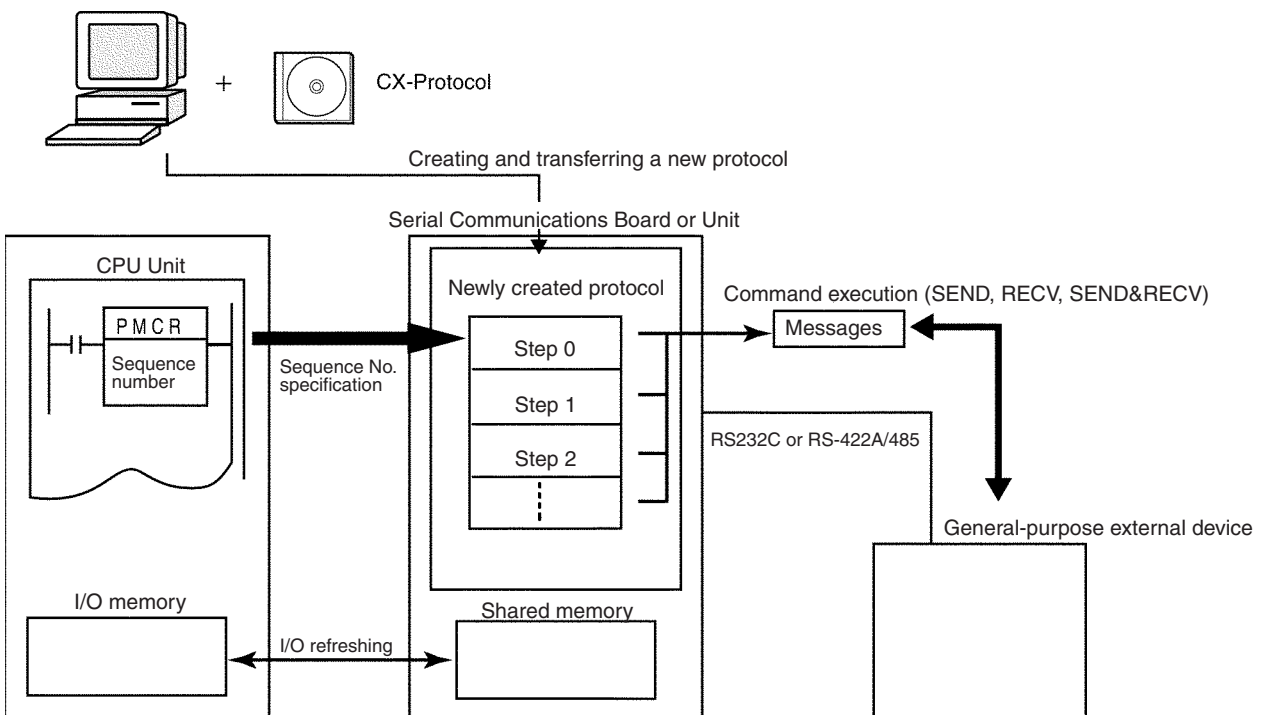 +
CX-Protocol
Creating and transferring a new protocol
Serial Communications Board or Unit
CPU Unit
PMCR
Sequence
number
Sequence No.
specification
Newly created protocol
Step 0
Step 1
Step 2
Command execution (SEND, RECV, SEND&RECV)
Messages
RS232C or RS-422A/485
General-purpose external device
I/O memory
I/O refreshing
Shared memory